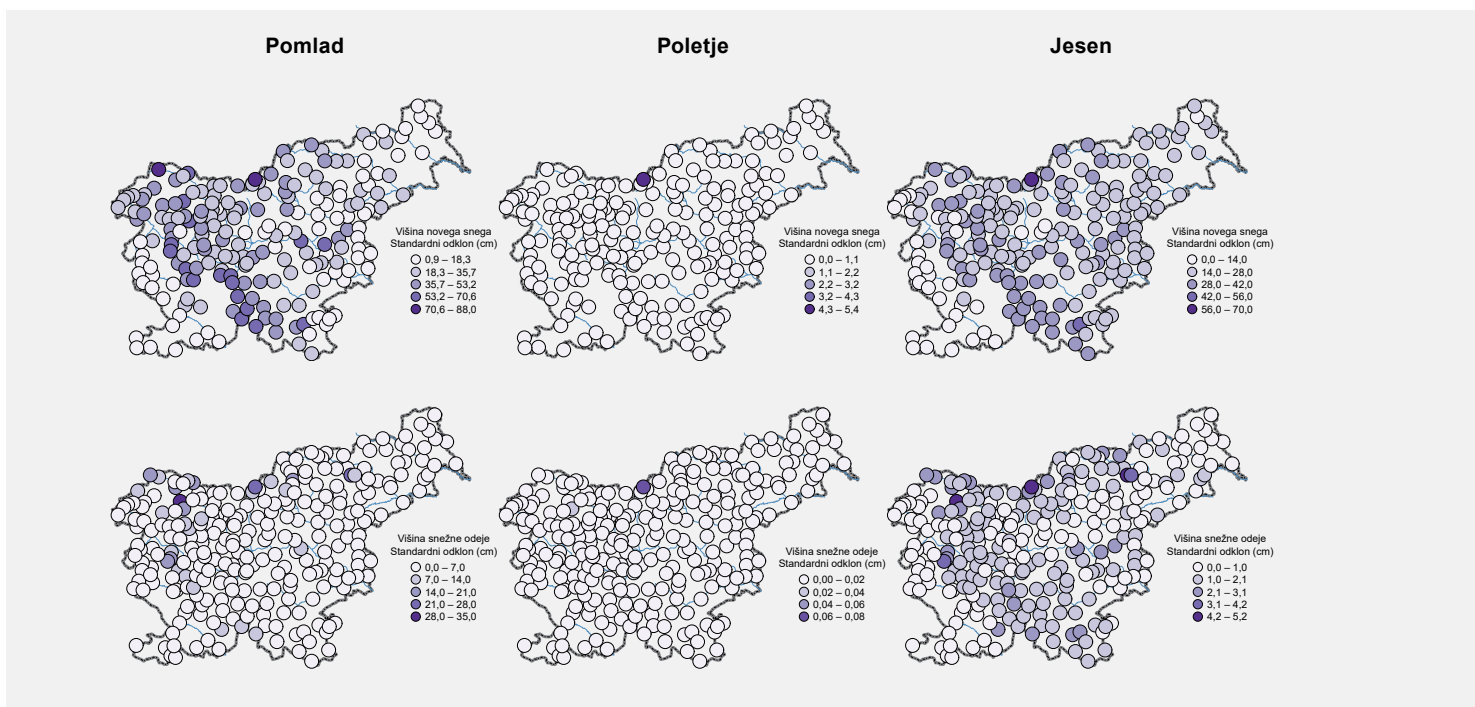 Pomlad
Poletje
Jesen
Višina novega snega
Standardni odklon (cm)
0,9 – 18,3
18,3 – 35,7
35,7 – 53,2
53,2 – 70,6
70,6 – 88,0
Višina novega snega
Standardni odklon (cm)
0,0 – 1,1
1,1 – 2,2
2,2 – 3,2
3,2 – 4,3
4,3 – 5,4
Višina novega snega
Standardni odklon (cm)
0,0 – 14,0
14,0 – 28,0
28,0 – 42,0
42,0 – 56,0
56,0 – 70,0
Višina snežne odeje
Standardni odklon (cm)
0,0 – 7,0
7,0 – 14,0
14,0 – 21,0
21,0 – 28,0
28,0 – 35,0
Višina snežne odeje
Standardni odklon (cm)
0,00 – 0,02
0,02 – 0,04
0,04 – 0,06
0,06 – 0,08
Višina snežne odeje
Standardni odklon (cm)
0,0 – 1,0
1,0 – 2,1
2,1 – 3,1
3,1 – 4,2
4,2 – 5,2